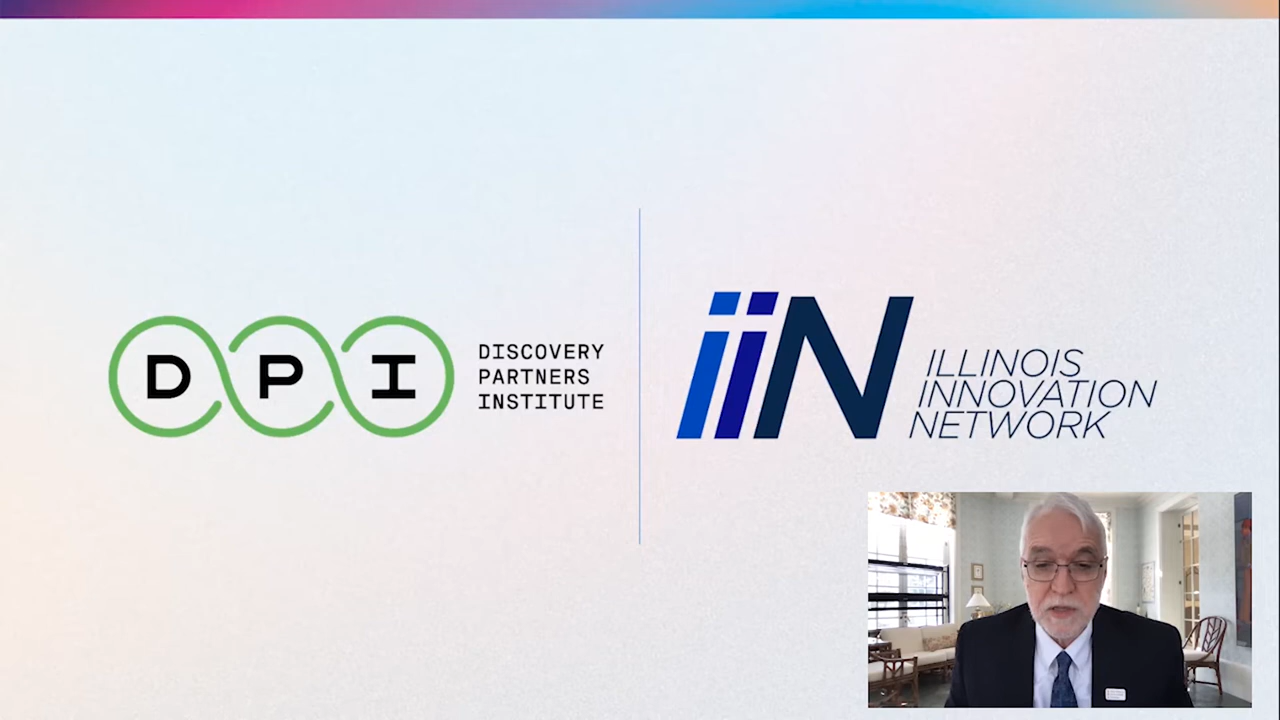 DPI
DISCOVERY
PARTNERS
INSTITUTE
iiN
ILLINOIS
INNOVATION
NETWORK